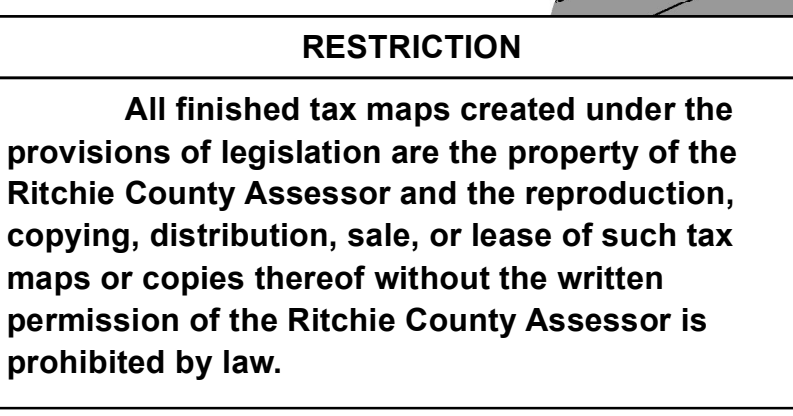 RESTRICTION
All finished tax maps created under the
provisions of legislation are the property of the
Ritchie County Assessor and the reproduction,
copying, distribution, sale, or lease of such tax
maps or copies thereof without the written
permission of the Ritchie County Assessor is
prohibited by law.